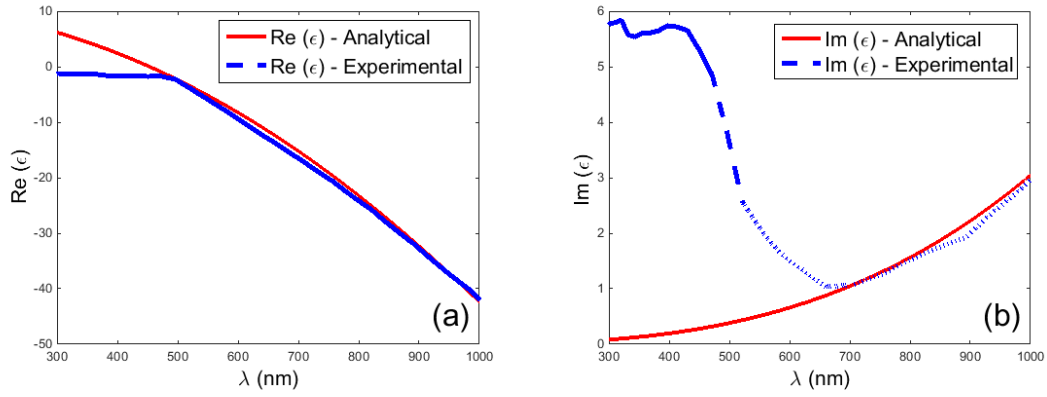 Re (ϵ) - Analytical
Re (ϵ) - Experimental
10
0
-10
-20
-30
-40
-50
Re (ϵ)
300 400 500 600 700 800 900 1000
λ (nm)
(a)
Im (ϵ) - Analytical
Im (ϵ) - Experimental
6
5
4
3
2
1
0
Im (ϵ)
300 400 500 600 700 800 900 1000
λ (nm)
(b)